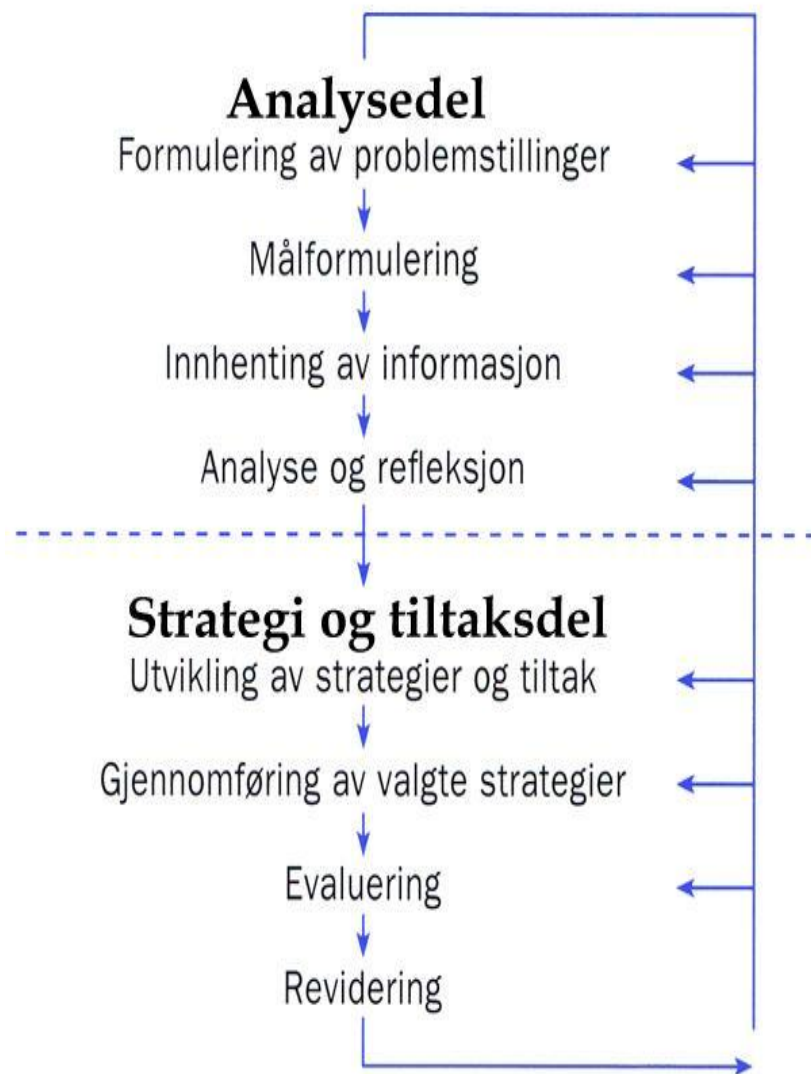 Analysedel
Formulering av problemstillinger
Målformulering
Innhenting av informasjon
Analyse og refleksjon
Strategi og tiltaksdel
Utvikling av strategier og tiltak
Gjennomføring av valgte strategier
Evaluering
Revidering